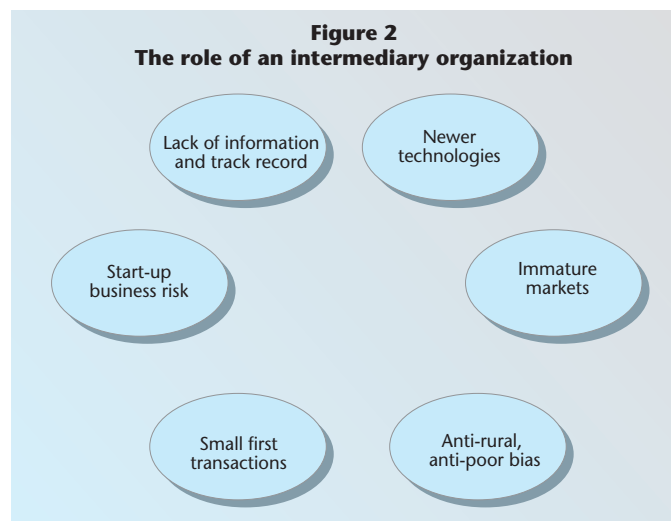 Figure 2
The role of an intermediary organization
Lack of information
and track record
Newer
technologies
Start-up
business risk
Immature
markets
Small first
transactions
Anti-rural,
anti-poor bias